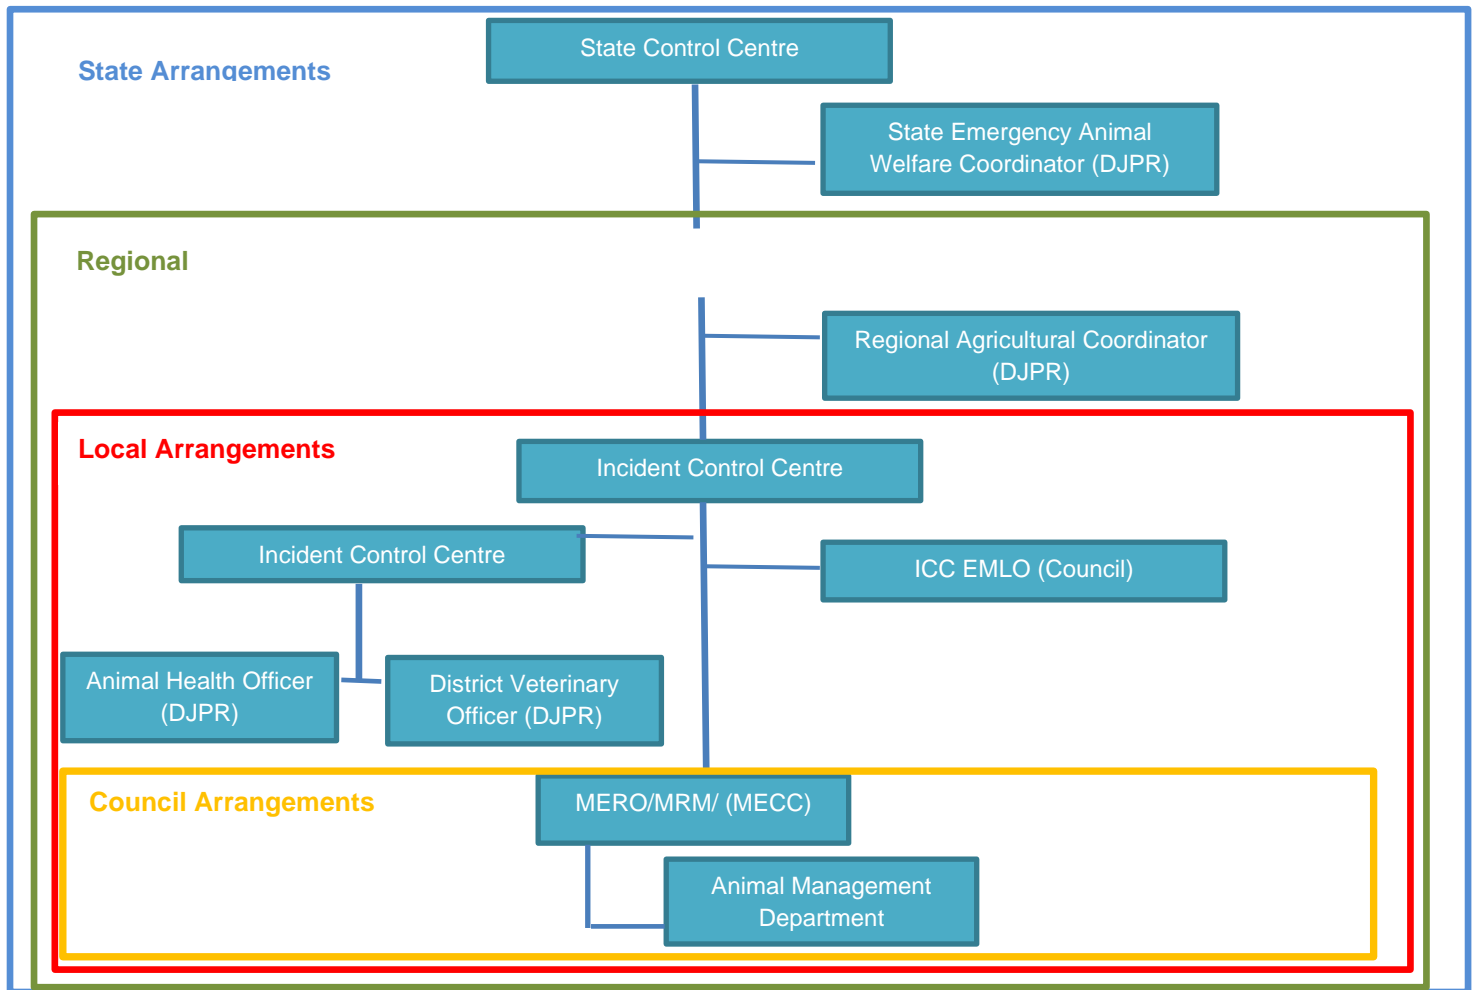 State Control Centre
State Arrangements
State Emergency Animal
Welfare Coordinator (DJPR)
Regional
Regional Agricultural Coordinator
(DJPR)
Local Arrangements
Incident Control Centre
Incident Control Centre
ICC EMLO (Council)
Animal Health Officer
(DJPR)
District Veterinary
Officer (DJPR)
Council Arrangements
MERO/MRM/ (MECC)
Animal Management
Department